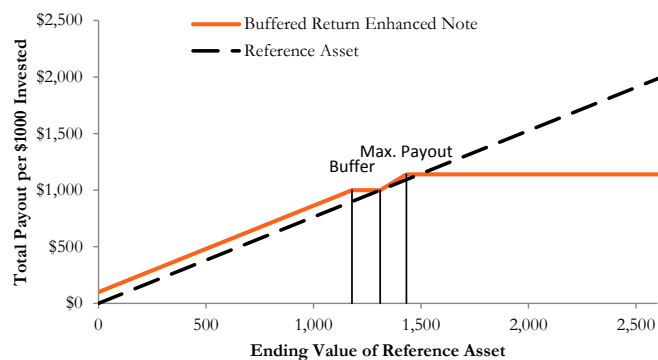 $2,500
Buffered Return Enhanced Note
Reference Asset
$2,000
$1,500
Max. Payout
Buffer
$1,000
$500
$0
0
500
1,000
1,500
2,000
2,500
Total Payout per $1000 Invested
Ending Value of Reference Asset